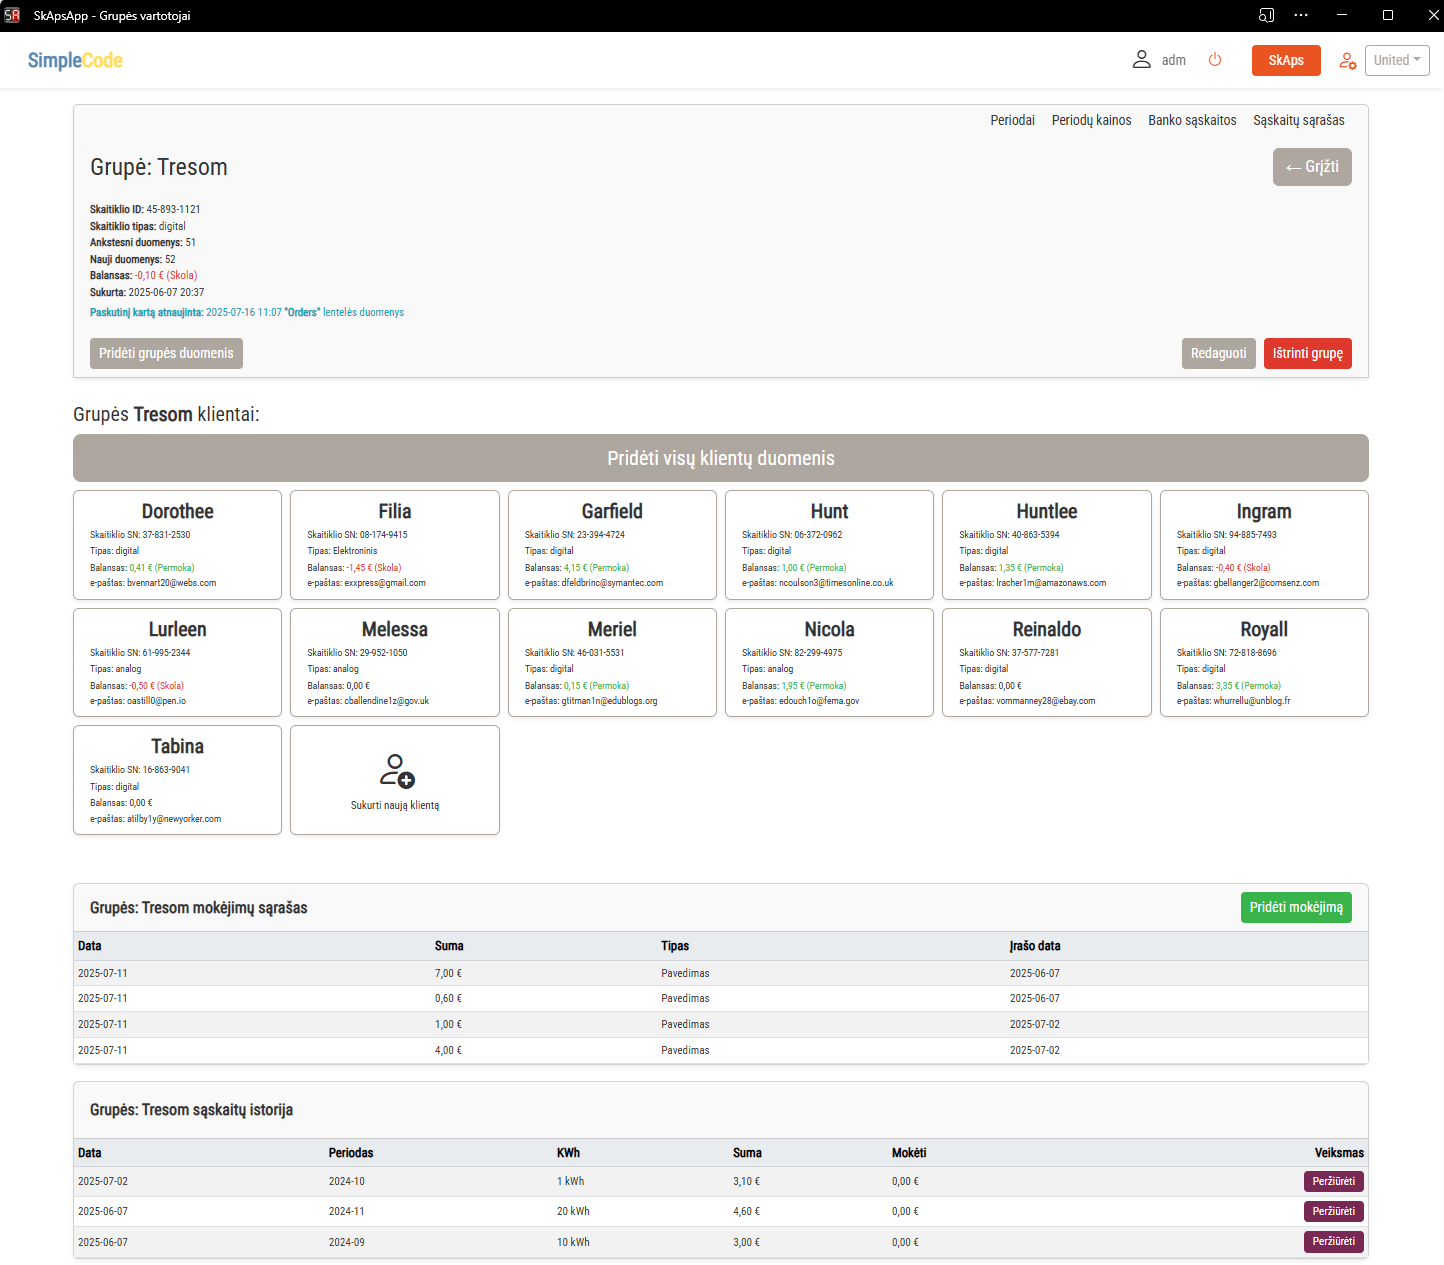 SkApsApp - Grupės vartotojai
SimpleCode
adm
SkAps
United
Periodai Periodų kainos Banko sąskaitos Sąskaitų sąrašas
Grupė: Tresom
← Grįžti
Skaitiklio ID: 45-893-1121
Skaitiklio tipas: digital
Ankstesni duomenys: 51
Nauji duomenys: 52
Balansas: -0,10 € (Skola)
Sukurta: 2025-06-07 20:37
Paskutinį kartą atnaujinta: 2025-07-16 11:07 "Orders" lentelės duomenys
Pridėti grupės duomenis
Redaguoti
Ištrinti grupę
Grupės Tresom klientai:
Pridėti visų klientų duomenis
Dorothee
Skaitiklio SN: 37-831-2530
Tipas: digital
Balansas: 0,41 € (Permoka)
e-paštas: bvennart20@webs.com
Filia
Skaitiklio SN: 08-174-9415
Tipas: Elektroninis
Balansas: -1,45 € (Skola)
e-paštas: exxpress@gmail.com
Garfield
Skaitiklio SN: 23-394-4724
Tipas: digital
Balansas: 4,15 € (Permoka)
e-paštas: dfeldbrinc@symantec.com
Hunt
Skaitiklio SN: 06-372-0962
Tipas: digital
Balansas: 1,00 € (Permoka)
e-paštas: ncoulson3@timesonline.co.uk
Huntlee
Skaitiklio SN: 40-863-5394
Tipas: digital
Balansas: 1,35 € (Permoka)
e-paštas: lracher1m@amazonaws.com
Ingram
Skaitiklio SN: 94-885-7493
Tipas: digital
Balansas: -0,40 € (Skola)
e-paštas: gbellanger2@comsenz.com
Lurleen
Skaitiklio SN: 61-995-2344
Tipas: analog
Balansas: -0,50 € (Skola)
e-paštas: oastill0@pen.io
Melessa
Skaitiklio SN: 29-952-1050
Tipas: analog
Balansas: 0,00 €
e-paštas: cballendine1z@gov.uk
Meriel
Skaitiklio SN: 46-031-5531
Tipas: digital
Balansas: 0,15 € (Permoka)
e-paštas: gtitman1n@edublogs.org
Nicola
Skaitiklio SN: 82-299-4975
Tipas: analog
Balansas: 1,95 € (Permoka)
e-paštas: edouch1o@fema.gov
Reinaldo
Skaitiklio SN: 37-577-7281
Tipas: digital
Balansas: 0,00 €
e-paštas: vommanney28@ebay.com
Royall
Skaitiklio SN: 72-818-8696
Tipas: digital
Balansas: 3,35 € (Permoka)
e-paštas: whurrellu@unblog.fr
Tabina
Skaitiklio SN: 16-863-9041
Tipas: digital
Balansas: 0,00 €
e-paštas: atilby1y@newyorker.com
Sukurti naują klientą
Grupės: Tresom mokėjimų sąrašas
Pridėti mokėjimą
Data Suma Tipas Įrašo data
2025-07-11 7,00 € Pavedimas 2025-06-07
2025-07-11 0,60 € Pavedimas 2025-06-07
2025-07-11 1,00 € Pavedimas 2025-07-02
2025-07-11 4,00 € Pavedimas 2025-07-02
Grupės: Tresom sąskaitų istorija
Data Periodas KWh Suma Mokėti Veiksmas
2025-07-02 2024-10 1 kWh 3,10 € 0,00 € Peržiūrėti
2025-06-07 2024-11 20 kWh 4,60 € 0,00 € Peržiūrėti
2025-06-07 2024-09 10 kWh 3,00 € 0,00 € Peržiūrėti